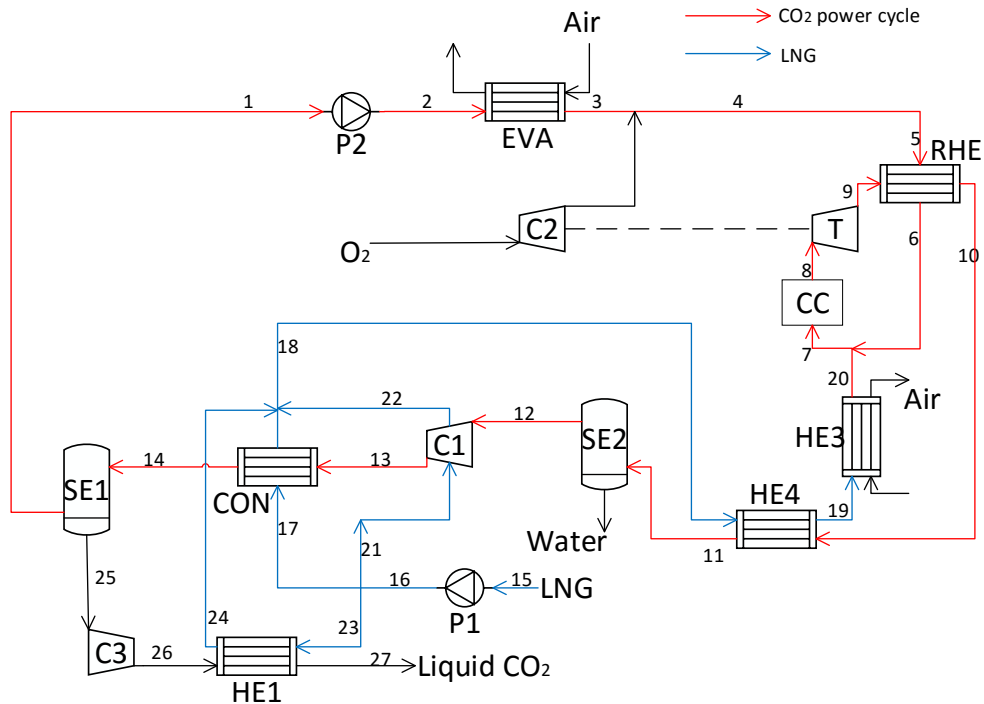 Air
CO₂ power cycle
LNG
1
2
3
4
P2
EVA
5
RHE
9
C2
T
6
10
O₂
8
CC
7
18
20
Air
22
12
HE3
C1
SE2
14
13
SE1
CON
HE4
19
17
21
Water
11
25
16
15
LNG
24
23
P1
C3
26
27
Liquid CO₂
HE1